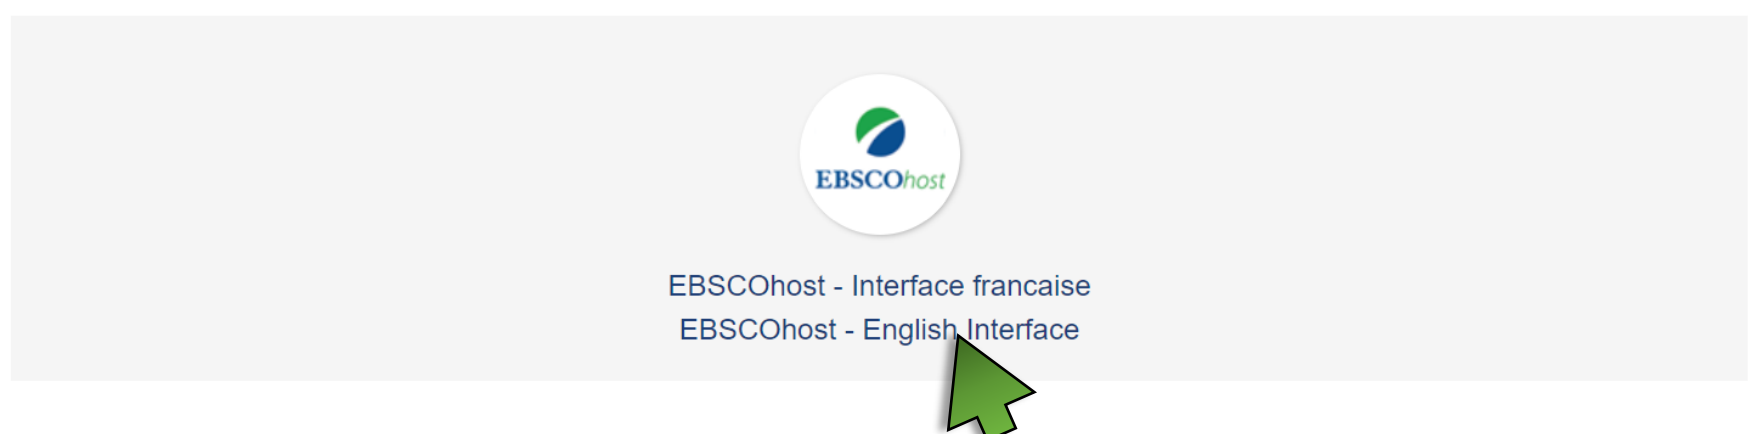 EBSCOhost
EBSCOhost - Interface francaise
EBSCOhost - English Interface